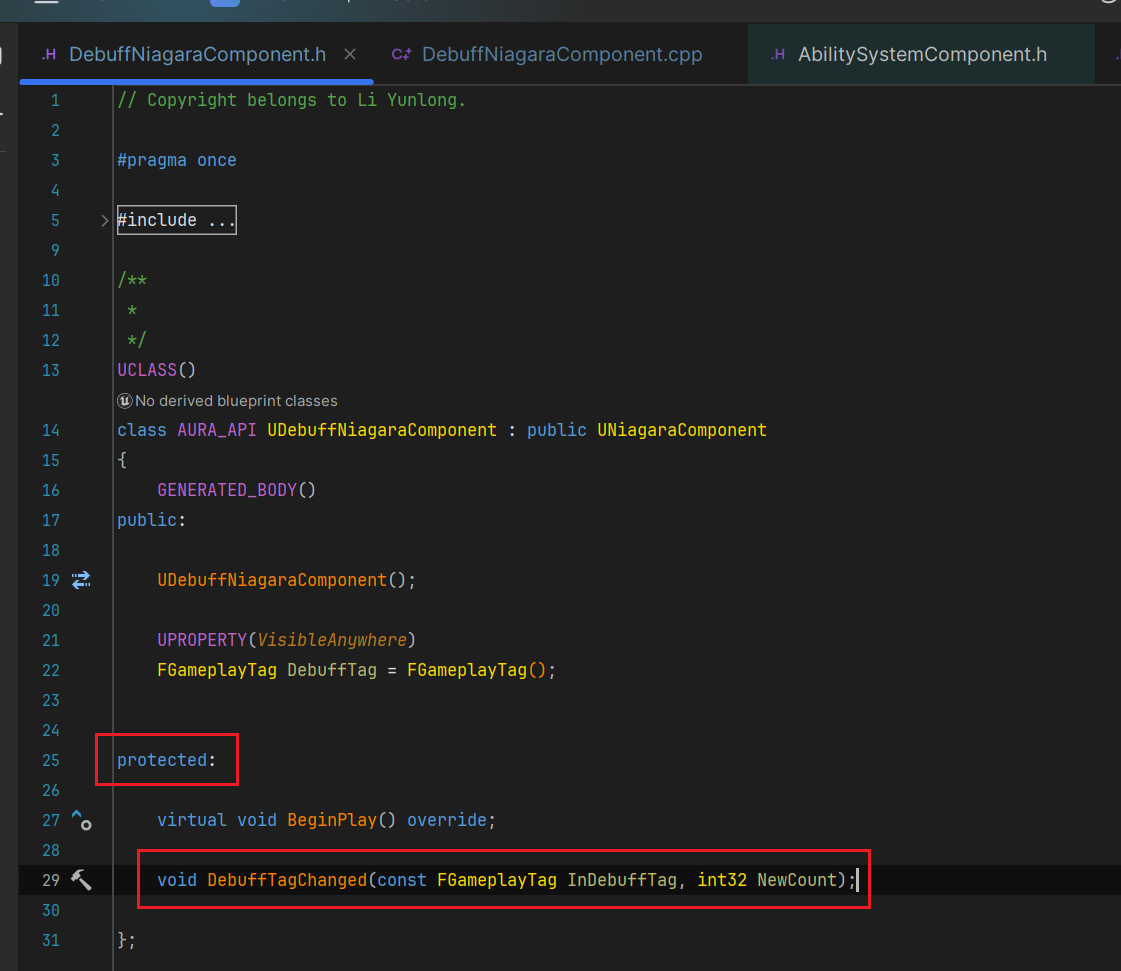 .H DebuffNiagaraComponent.h × C++ DebuffNiagaraComponent.cpp .H AbilitySystemComponent.h
1 // Copyright belongs to Li Yunlong.
2
3 #pragma once
4
5 #include ...
9
10 /**
11 *
12 */
13 UCLASS()
No derived blueprint classes
14 class AURA_API UDebuffNiagaraComponent : public UNiagaraComponent
15 {
16 GENERATED_BODY()
17 public:
18
19 UDebuffNiagaraComponent();
20
21 UPROPERTY(VisibleAnywhere)
22 FGameplayTag DebuffTag = FGameplayTag();
23
24
25 protected:
26
27 virtual void BeginPlay() override;
28
29 void DebuffTagChanged(const FGameplayTag InDebuffTag, int32 NewCount);
30
31 };